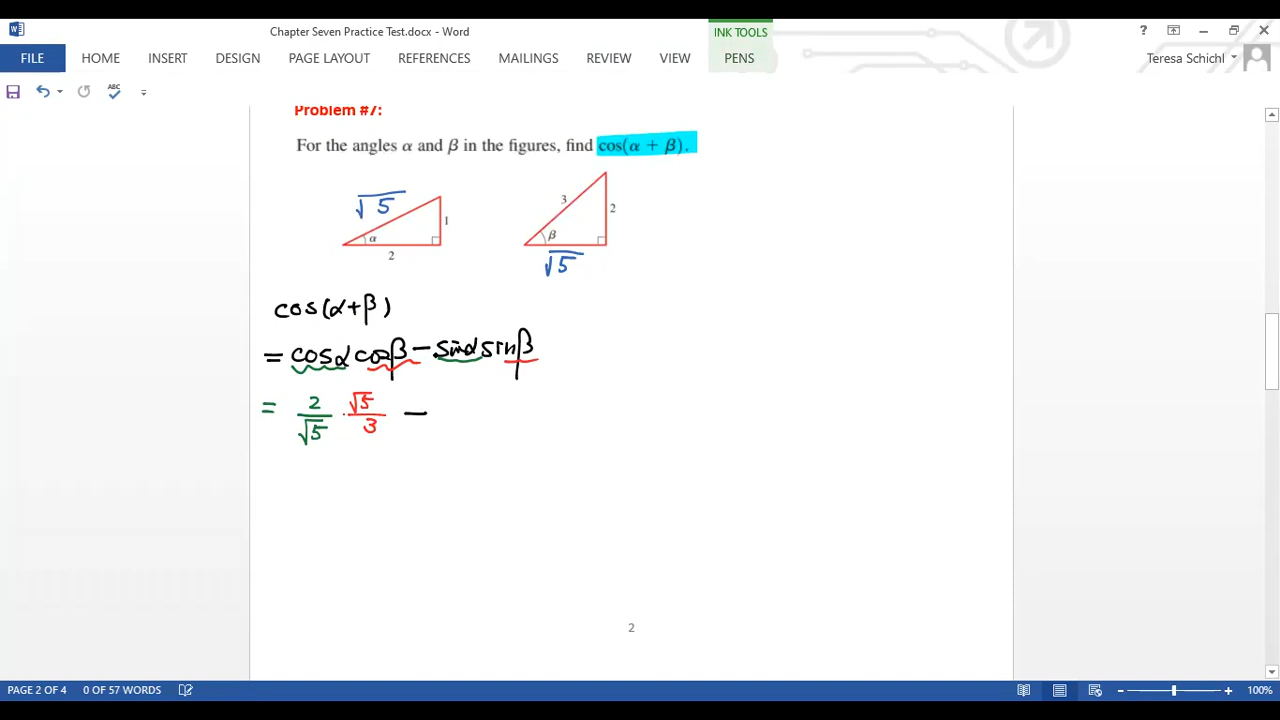 Chapter Seven Practice Test.docx - Word
INK TOOLS
?
FILE HOME INSERT DESIGN PAGE LAYOUT REFERENCES MAILINGS REVIEW VIEW PENS
Teresa Schichl
ABC
Problem #7:
For the angles α and β in the figures, find cos(α + β).
√5 1 α 2
3 2 β √5
cos(α+β)
= cosα cosβ - sinα sinβ
= 2/√5 · √5/3 -
2
PAGE 2 OF 4 0 OF 57 WORDS
100%